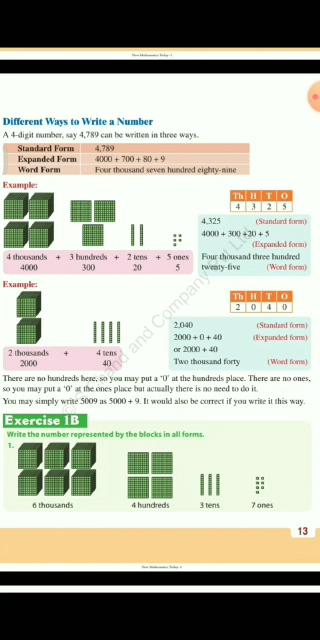 New Mathematics Today-4
Different Ways to Write a Number
A 4-digit number, say 4,789 can be written in three ways.
Standard Form 4,789
Expanded Form 4000 + 700 + 80 + 9
Word Form Four thousand seven hundred eighty-nine
Example:
Th H T O
4 3 2 5
4,325 (Standard form)
4000 + 300 +20 + 5
(Expanded form)
4 thousands + 3 hundreds + 2 tens + 5 ones
4000 300 20 5
Four thousand three hundred
twenty-five (Word form)
Example:
Th H T O
2 0 4 0
2,040 (Standard form)
2000 + 0 + 40 (Expanded form)
or 2000 + 40
Two thousand forty (Word form)
2 thousands + 4 tens
2000 40
There are no hundreds here, so you may put a '0' at the hundreds place. There are no ones,
so you may put a '0' at the ones place but actually there is no need to do it.
You may simply write 5009 as 5000 + 9. It would also be correct if you write it this way.
Exercise 1B
Write the number represented by the blocks in all forms.
1.
6 thousands 4 hundreds 3 tens 7 ones
13
New Mathematics Today-4